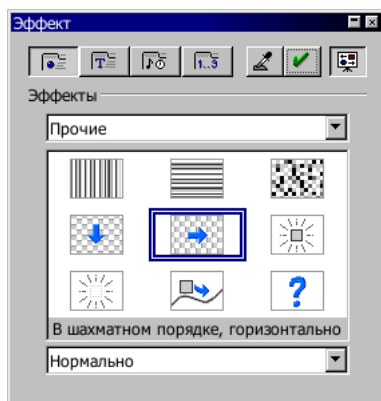 Эффект
T
1..3
Эффекты
Прочие
?
В шахматном порядке, горизонтально
Нормально